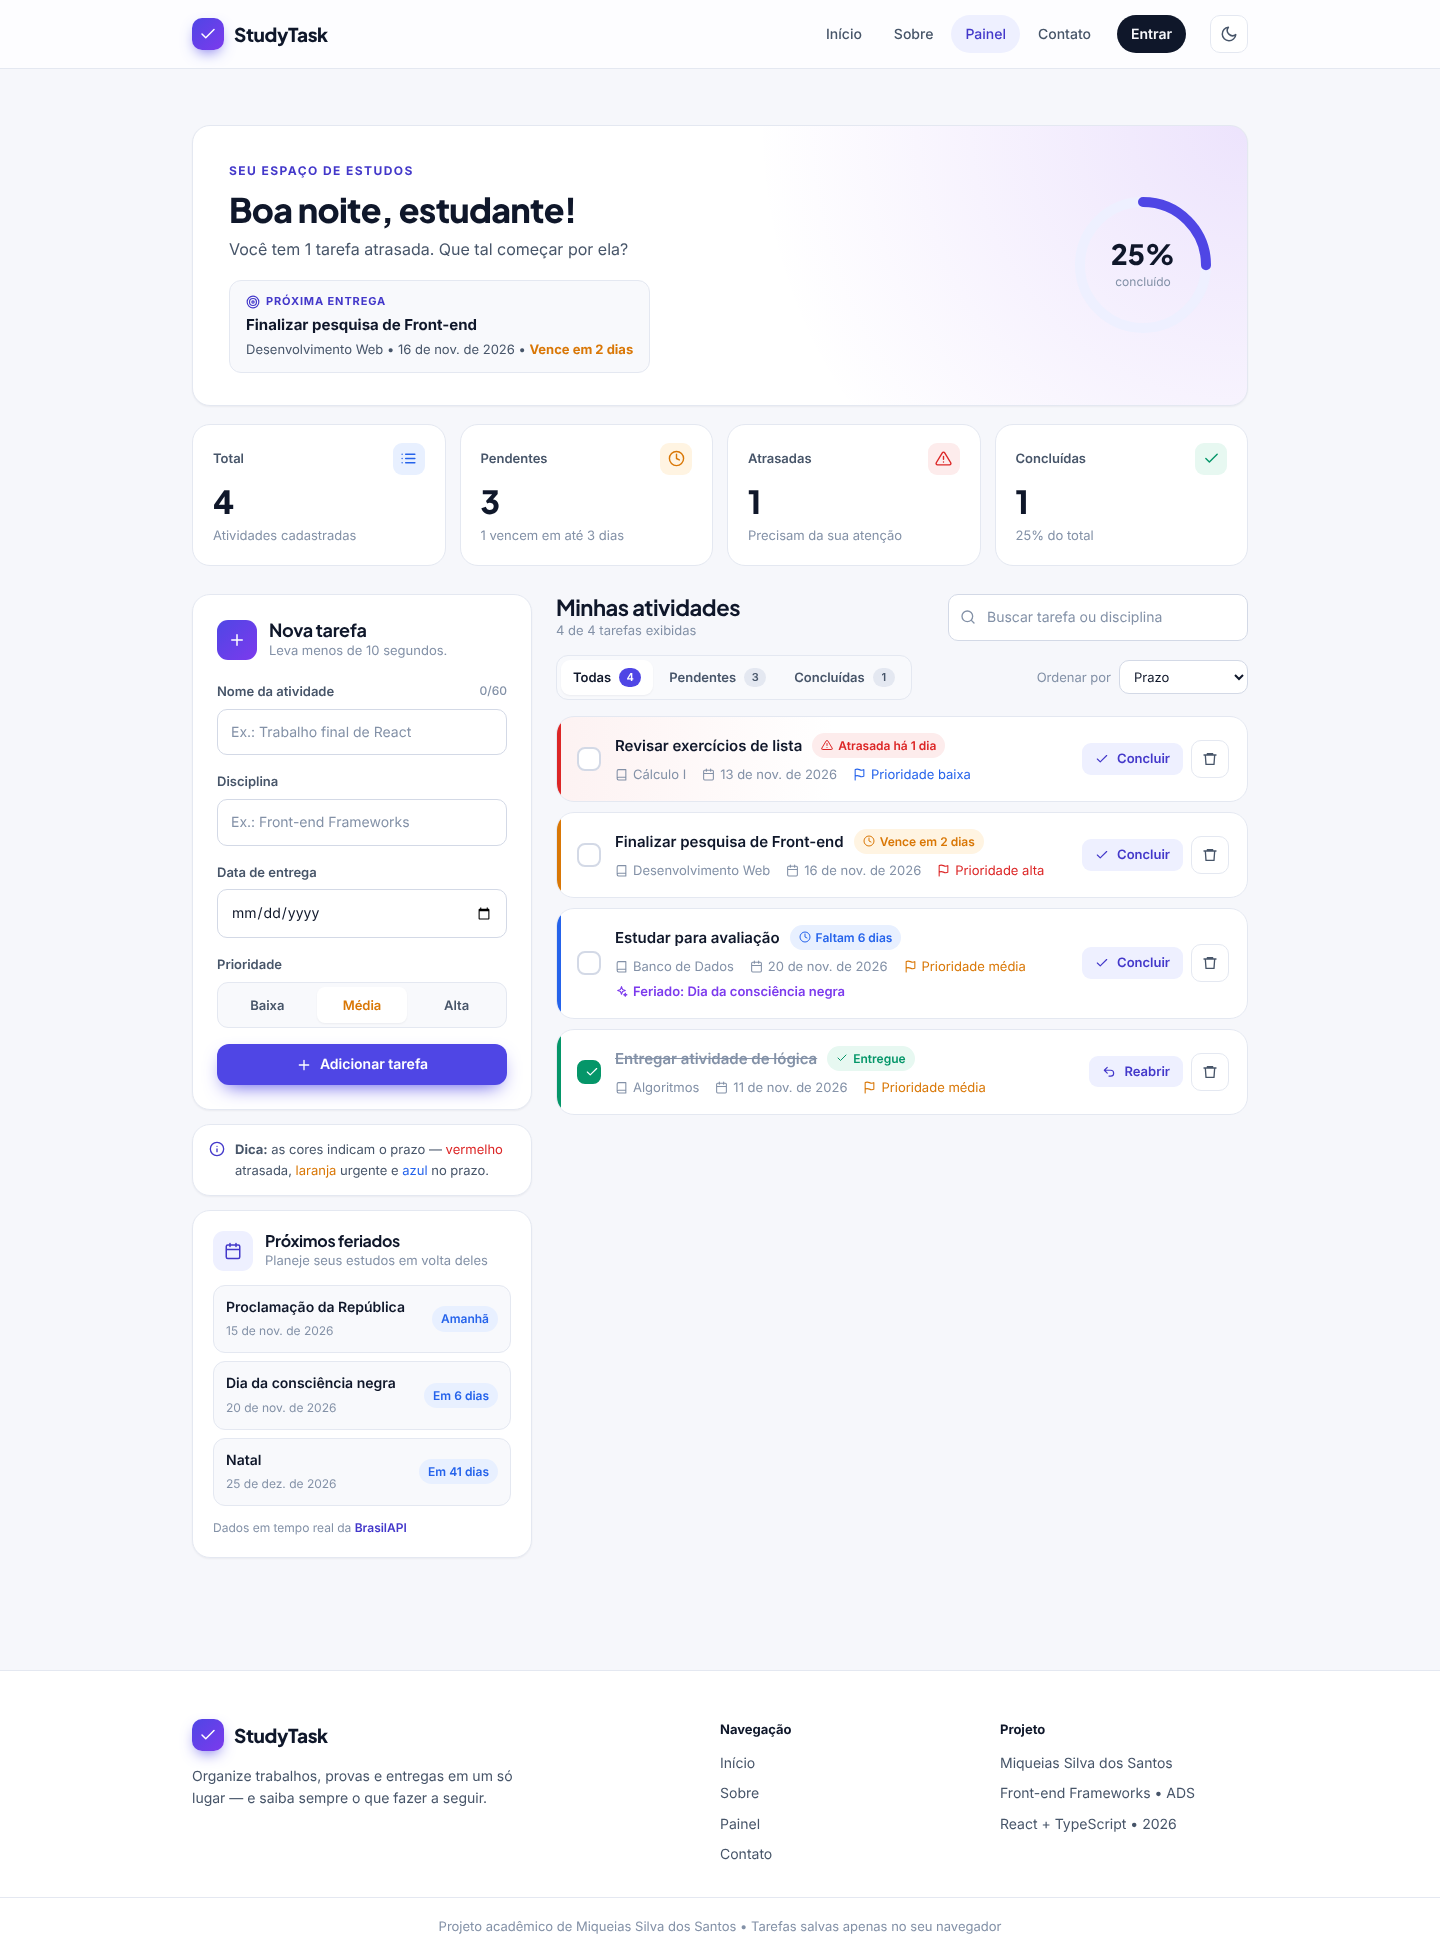 StudyTask
Início
Sobre
Painel
Contato
Entrar
SEU ESPAÇO DE ESTUDOS
Boa noite, estudante!
Você tem 1 tarefa atrasada. Que tal começar por ela?
PRÓXIMA ENTREGA
Finalizar pesquisa de Front-end
Desenvolvimento Web • 16 de nov. de 2026 • Vence em 2 dias
25%
concluído
Total
4
Atividades cadastradas
Pendentes
3
1 vencem em até 3 dias
Atrasadas
1
Precisam da sua atenção
Concluídas
1
25% do total
Nova tarefa
Leva menos de 10 segundos.
Nome da atividade 0/60
Ex.: Trabalho final de React
Disciplina
Ex.: Front-end Frameworks
Data de entrega
mm/dd/yyyy
Prioridade
Baixa Média Alta
Adicionar tarefa
Dica: as cores indicam o prazo — vermelho
atrasada, laranja urgente e azul no prazo.
Próximos feriados
Planeje seus estudos em volta deles
Proclamação da República
15 de nov. de 2026
Amanhã
Dia da consciência negra
20 de nov. de 2026
Em 6 dias
Natal
25 de dez. de 2026
Em 41 dias
Dados em tempo real da BrasilAPI
Minhas atividades
4 de 4 tarefas exibidas
Buscar tarefa ou disciplina
Todas 4 Pendentes 3 Concluídas 1
Ordenar por Prazo
Revisar exercícios de lista Atrasada há 1 dia
Cálculo I 13 de nov. de 2026 Prioridade baixa
Concluir
Finalizar pesquisa de Front-end Vence em 2 dias
Desenvolvimento Web 16 de nov. de 2026 Prioridade alta
Concluir
Estudar para avaliação Faltam 6 dias
Banco de Dados 20 de nov. de 2026 Prioridade média
Feriado: Dia da consciência negra
Concluir
Entregar atividade de lógica Entregue
Algoritmos 11 de nov. de 2026 Prioridade média
Reabrir
StudyTask
Organize trabalhos, provas e entregas em um só
lugar — e saiba sempre o que fazer a seguir.
Navegação
Início
Sobre
Painel
Contato
Projeto
Miqueias Silva dos Santos
Front-end Frameworks • ADS
React + TypeScript • 2026
Projeto acadêmico de Miqueias Silva dos Santos • Tarefas salvas apenas no seu navegador